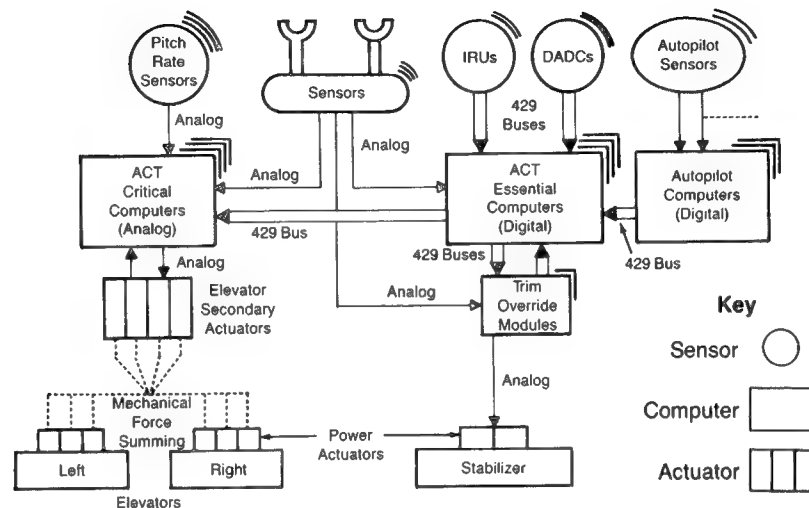 Pitch
Rate
Sensors
Sensors
IRUs
DADCs
Autopilot
Sensors
Analog
429
Buses
Analog
Analog
ACT
Critical
Computers
(Analog)
ACT
Essential
Computers
(Digital)
Autopilot
Computers
(Digital)
429 Bus
429 Bus
Analog
429
Buses
Elevator
Secondary
Actuators
Analog
Trim
Override
Modules
Key
Sensor
Computer
Actuator
Analog
Mechanical
Force
Summing
Power
Actuators
Left
Right
Stabilizer
Elevators